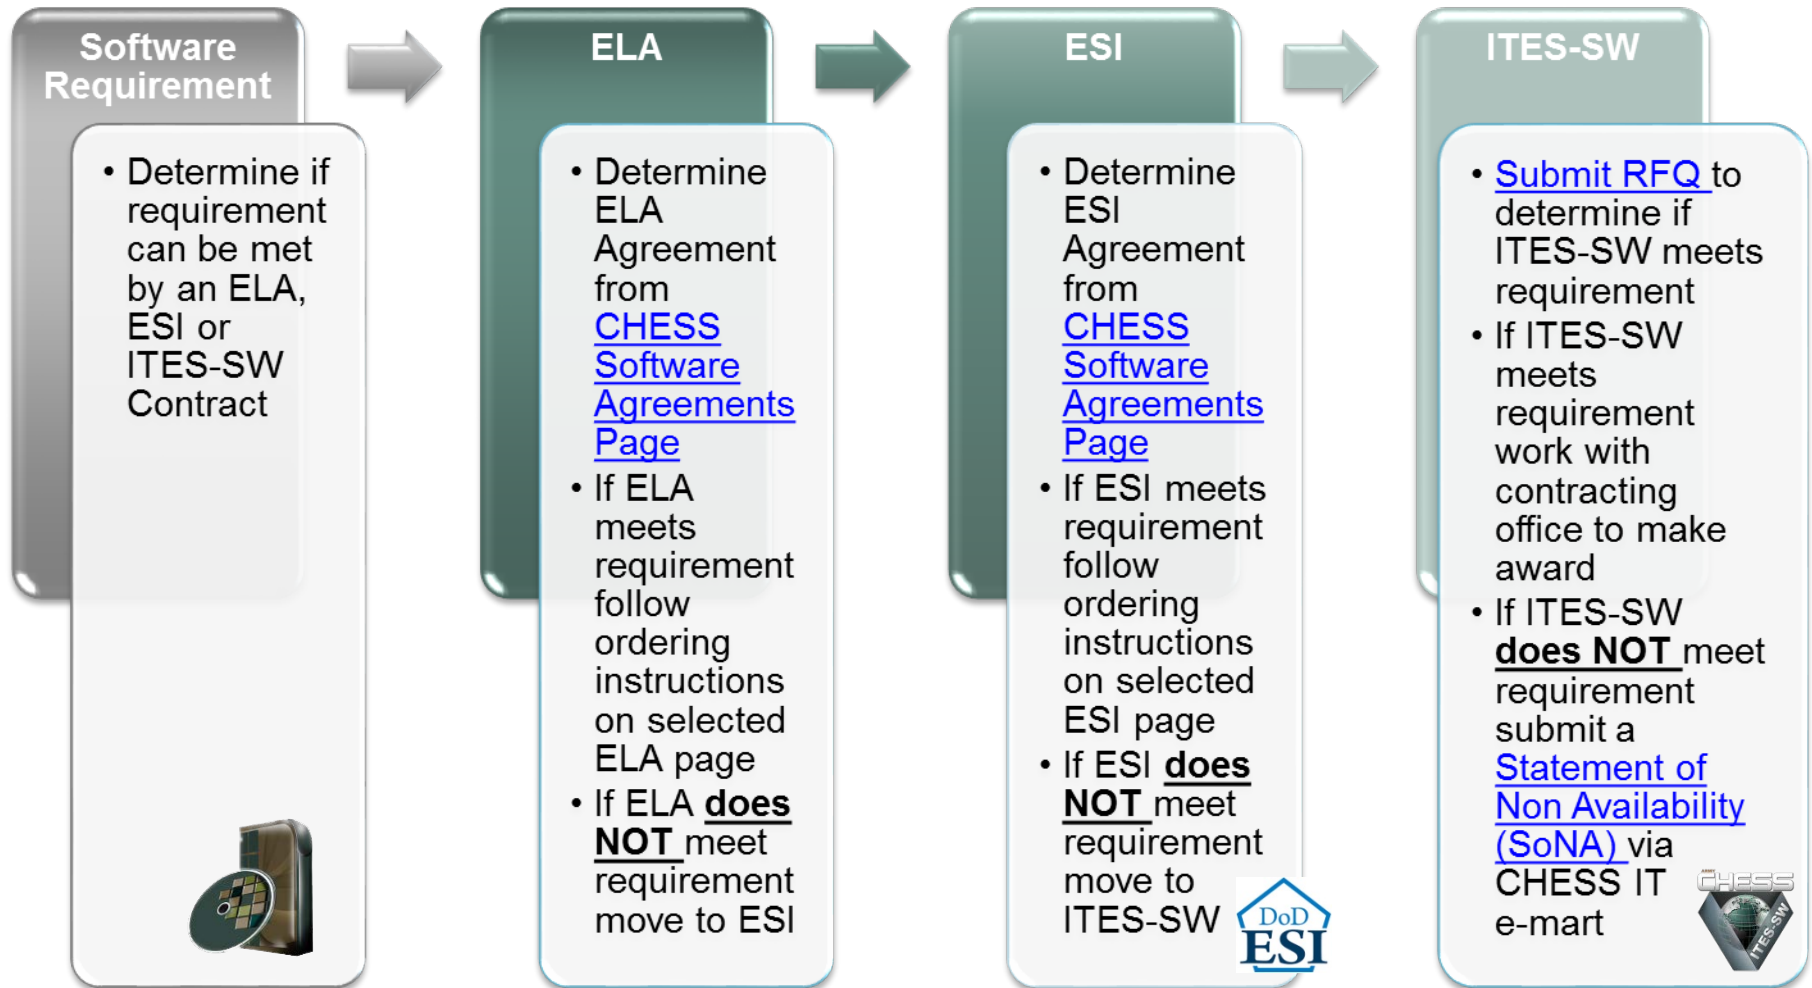 Software
Requirement
• Determine if
requirement
can be met
by an ELA,
ESI or
ITES-SW
Contract
ELA
• Determine
ELA
Agreement
from
CHESS
Software
Agreements
Page
• If ELA
meets
requirement
follow
ordering
instructions
on selected
ELA page
• If ELA does
NOT meet
requirement
move to ESI
ESI
• Determine
ESI
Agreement
from
CHESS
Software
Agreements
Page
• If ESI meets
requirement
follow
ordering
instructions
on selected
ESI page
• If ESI does
NOT meet
requirement
move to
ITES-SW
DoD
ESI
ITES-SW
• Submit RFQ to
determine if
ITES-SW meets
requirement
• If ITES-SW
meets
requirement
work with
contracting
office to make
award
• If ITES-SW
does NOT meet
requirement
submit a
Statement of
Non Availability
(SoNA) via
CHESS IT
e-mart
CHESS
ITES-SW